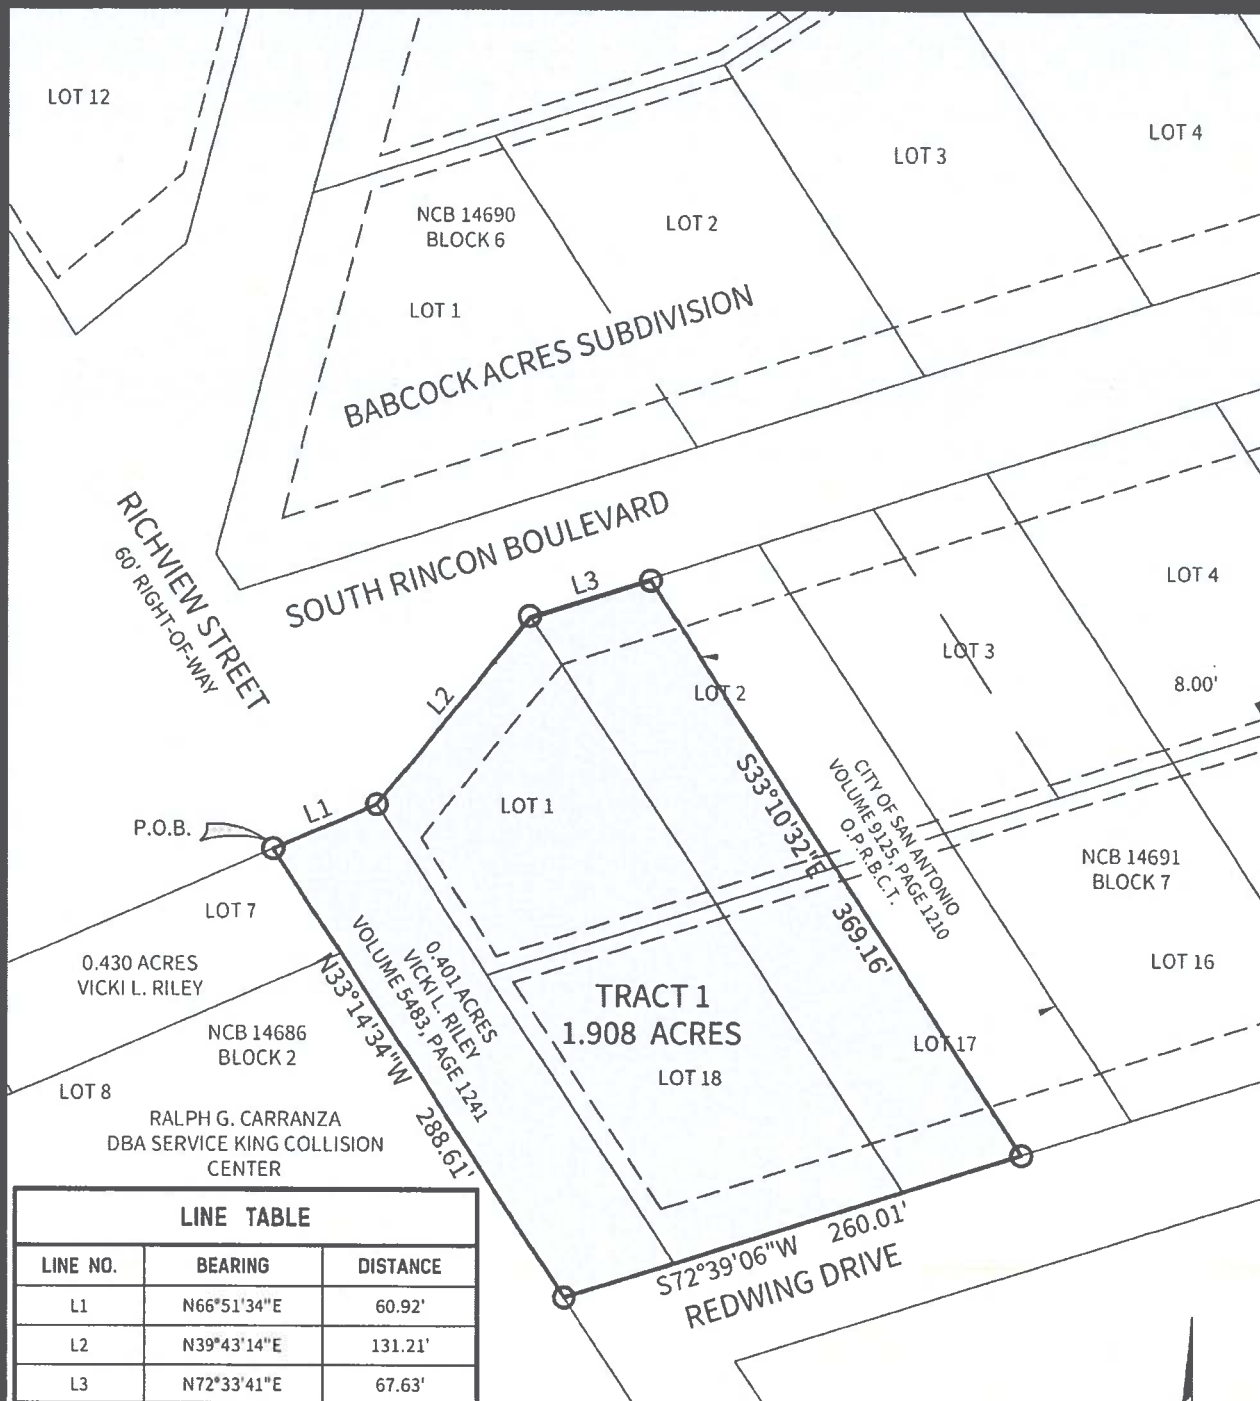 LOT 12
LOT 4
LOT 3
NCB 14690
BLOCK 6
LOT 2
LOT 1
BABCOCK ACRES SUBDIVISION
RICHVIEW STREET
60' RIGHT-OF-WAY
SOUTH RINCON BOULEVARD
L3
LOT 4
LOT 3
8.00'
LOT 2
L2
S33°10'32"E 369.16'
CITY OF SAN ANTONIO
VOLUME 9125, PAGE 1210
O.P.R.B.C.T.
LOT 1
L1
P.O.B.
NCB 14691
BLOCK 7
LOT 7
0.430 ACRES
VICKI L. RILEY
N33°14'34"W 288.61'
0.401 ACRES
VICKI L. RILEY
VOLUME 5483, PAGE 1241
LOT 16
TRACT 1
1.908 ACRES
LOT 17
LOT 18
NCB 14686
BLOCK 2
LOT 8
RALPH G. CARRANZA
DBA SERVICE KING COLLISION
CENTER
S72°39'06"W 260.01'
REDWING DRIVE
LINE TABLE
LINE NO. BEARING DISTANCE
L1 N66°51'34"E 60.92'
L2 N39°43'14"E 131.21'
L3 N72°33'41"E 67.63'